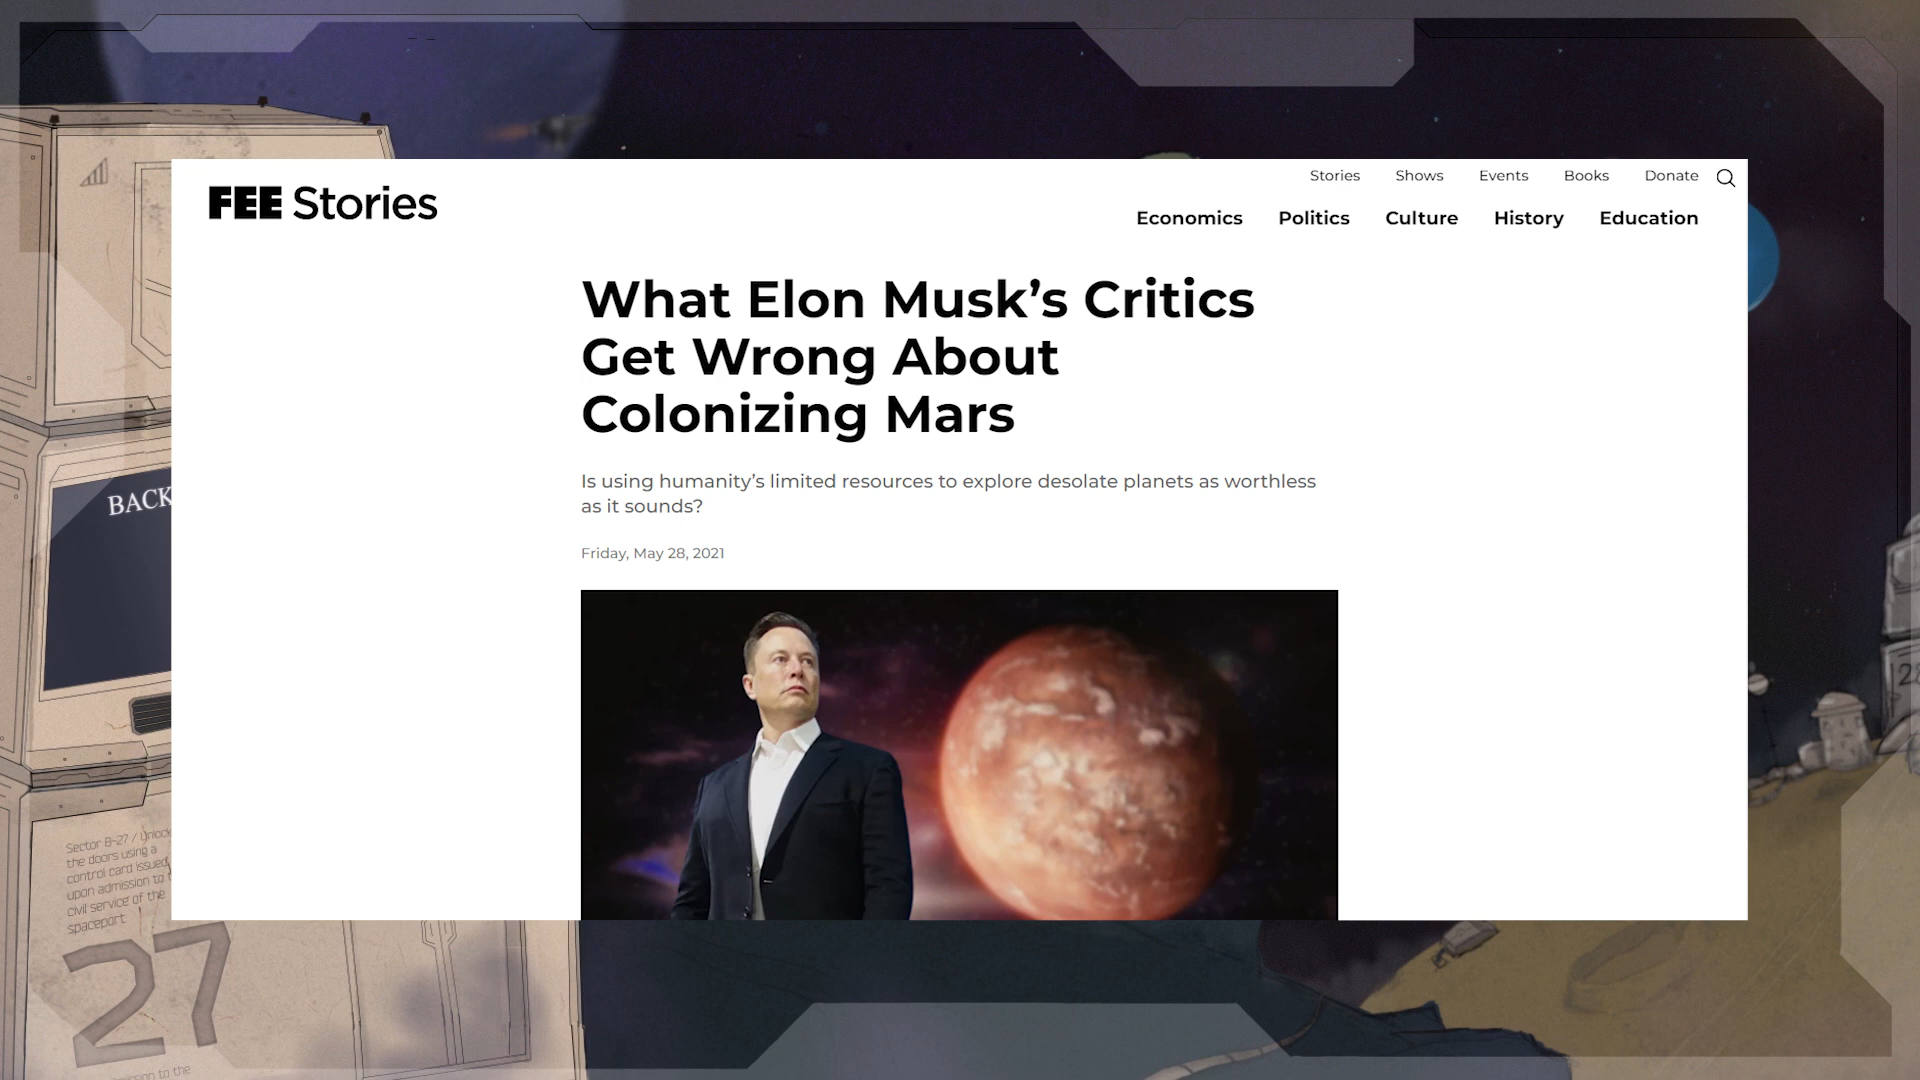 FEE Stories
Stories Shows Events Books Donate
Economics Politics Culture History Education
What Elon Musk’s Critics
Get Wrong About
Colonizing Mars
Is using humanity’s limited resources to explore desolate planets as worthless
as it sounds?
Friday, May 28, 2021
BACK
Sector B-27 / Unlock
the doors using a
control card issued
upon admission to
civil service of the
spaceport
27
to the
28